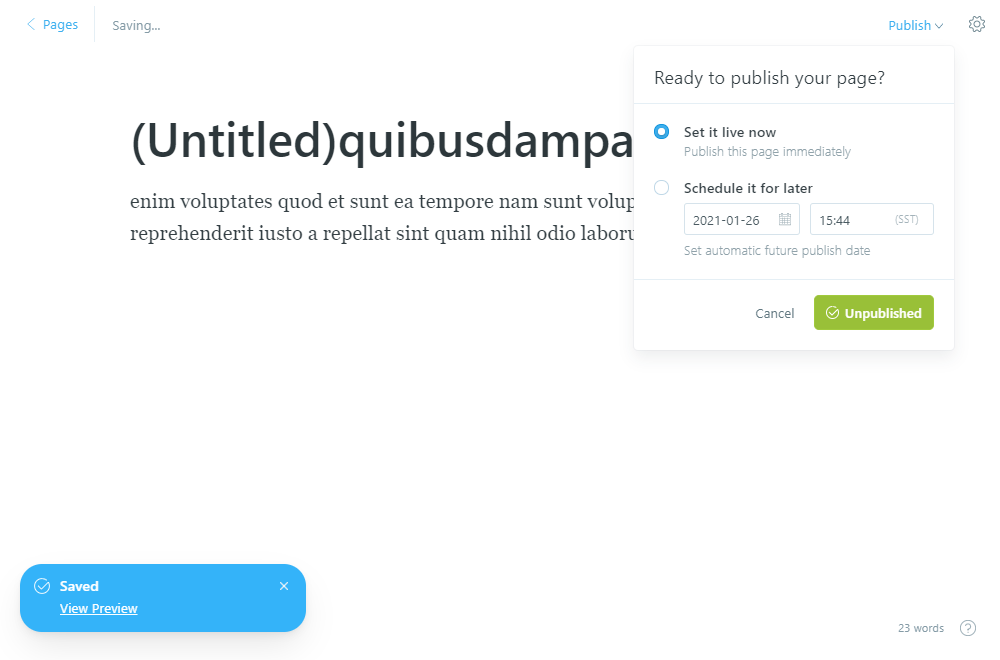 Pages
Saving...
Publish
Ready to publish your page?
(Untitled)quibusdampa
Set it live now
Publish this page immediately
Schedule it for later
enim voluptates quod et sunt ea tempore nam sunt volup
2021-01-26
15:44
(SST)
reprehenderit iusto a repellat sint quam nihil odio
Set automatic future publish date
Cancel
Unpublished
Saved
View Preview
23 words
?